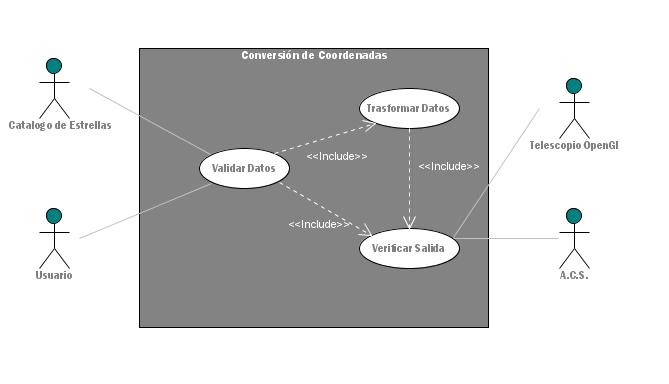 Conversión de Coordenadas
Catalogo de Estrellas
Trasformar Datos
Telescopio OpenGl
<<Include>>
<<Include>>
Validar Datos
<<Include>>
Verificar Salida
Usuario
A.C.S.